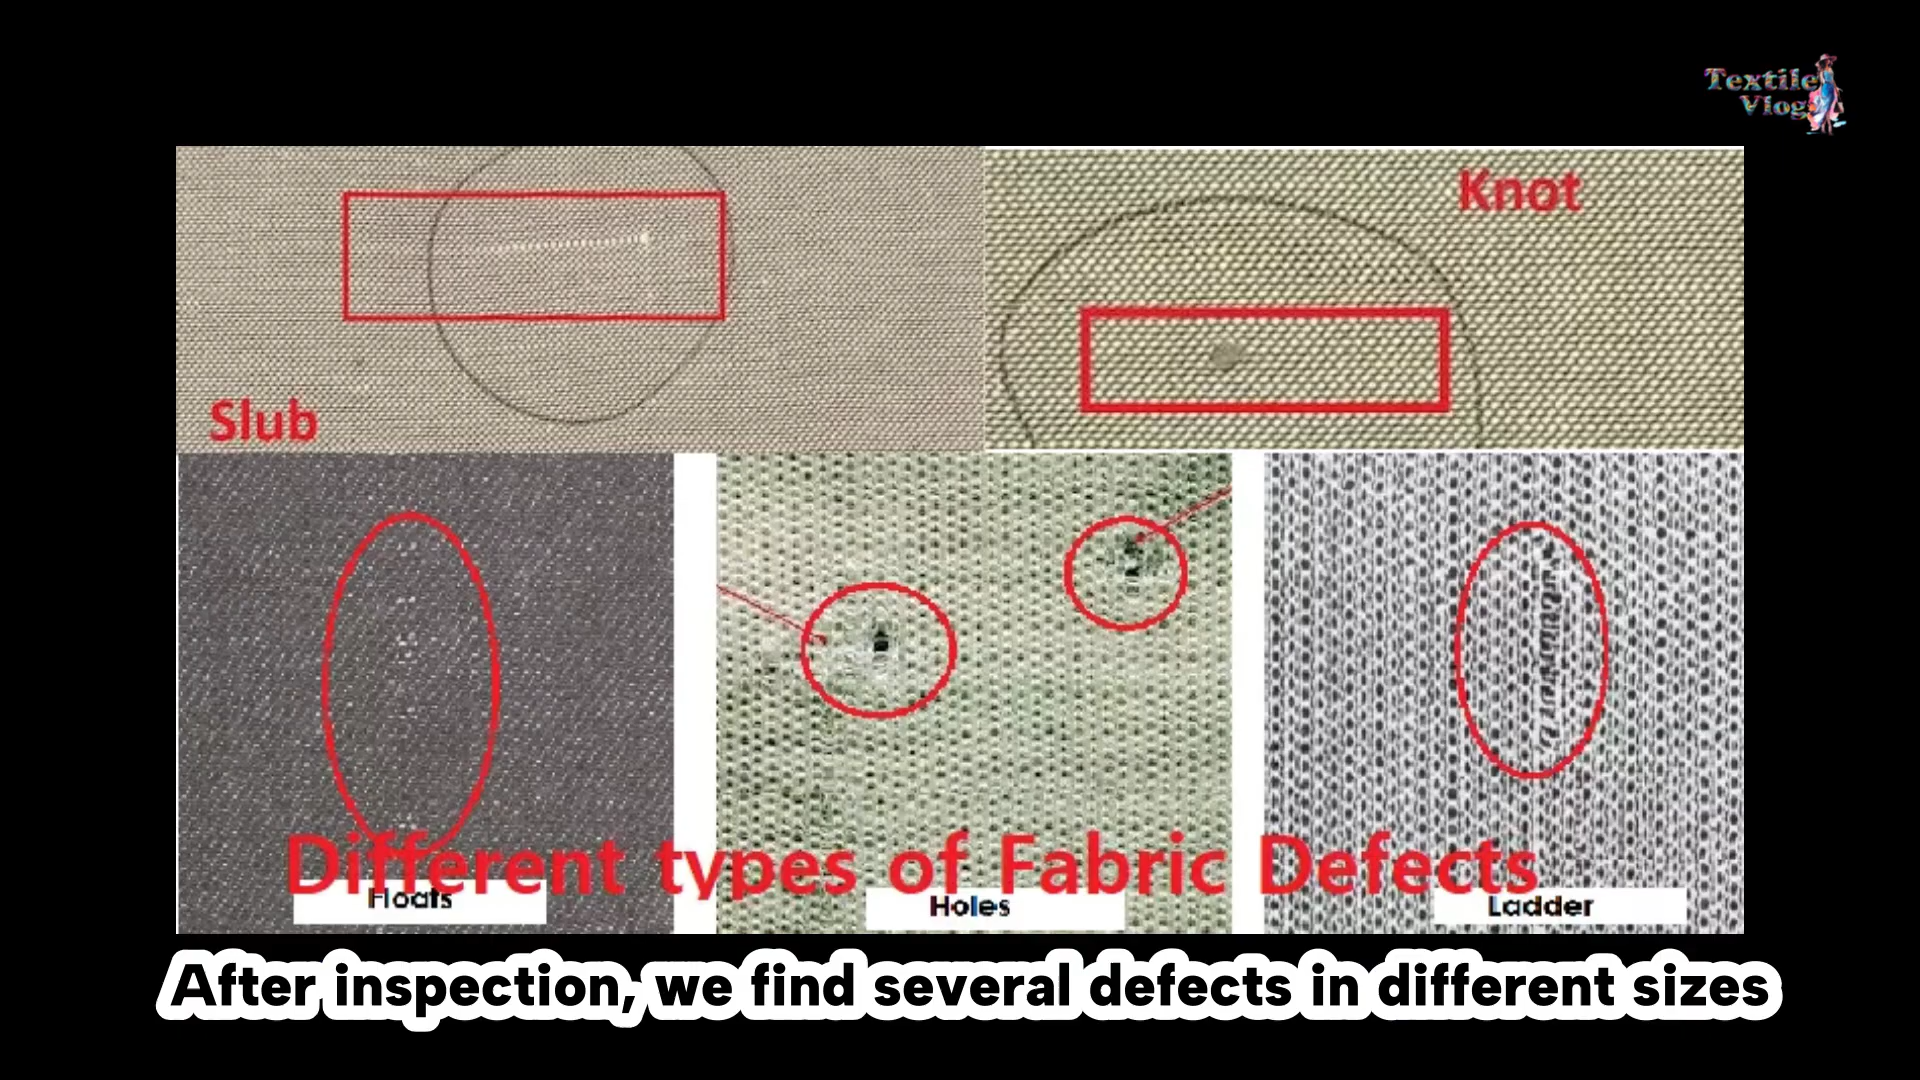 Textile
Vlog
Knot
Slub
Different types of Fabric Defects
Floats
Holes
Ladder
After inspection, we find several defects in different sizes